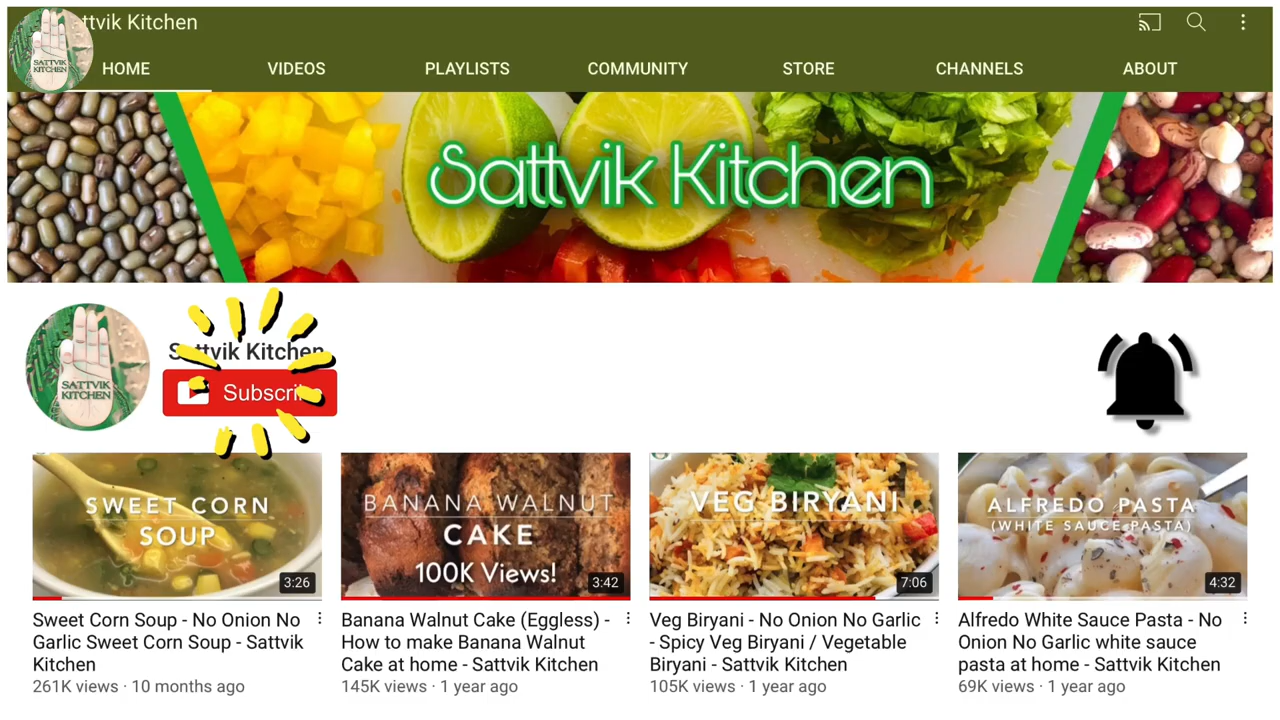 ttvik Kitchen
SATTVIK
KITCHEN
HOME
VIDEOS
PLAYLISTS
COMMUNITY
STORE
CHANNELS
ABOUT
Sattvik Kitchen
SATTVIK
KITCHEN
Sattvik Kitchen
Subscribe
SWEET CORN
SOUP
3:26
BANANA WALNUT
CAKE
100K Views!
3:42
VEG BIRYANI
7:06
ALFREDO PASTA
(WHITE SAUCE PASTA)
4:32
Sweet Corn Soup - No Onion No
Garlic Sweet Corn Soup - Sattvik
Kitchen
261K views · 10 months ago
Banana Walnut Cake (Eggless) -
How to make Banana Walnut
Cake at home - Sattvik Kitchen
145K views · 1 year ago
Veg Biryani - No Onion No Garlic
- Spicy Veg Biryani / Vegetable
Biryani - Sattvik Kitchen
105K views · 1 year ago
Alfredo White Sauce Pasta - No
Onion No Garlic white sauce
pasta at home - Sattvik Kitchen
69K views · 1 year ago